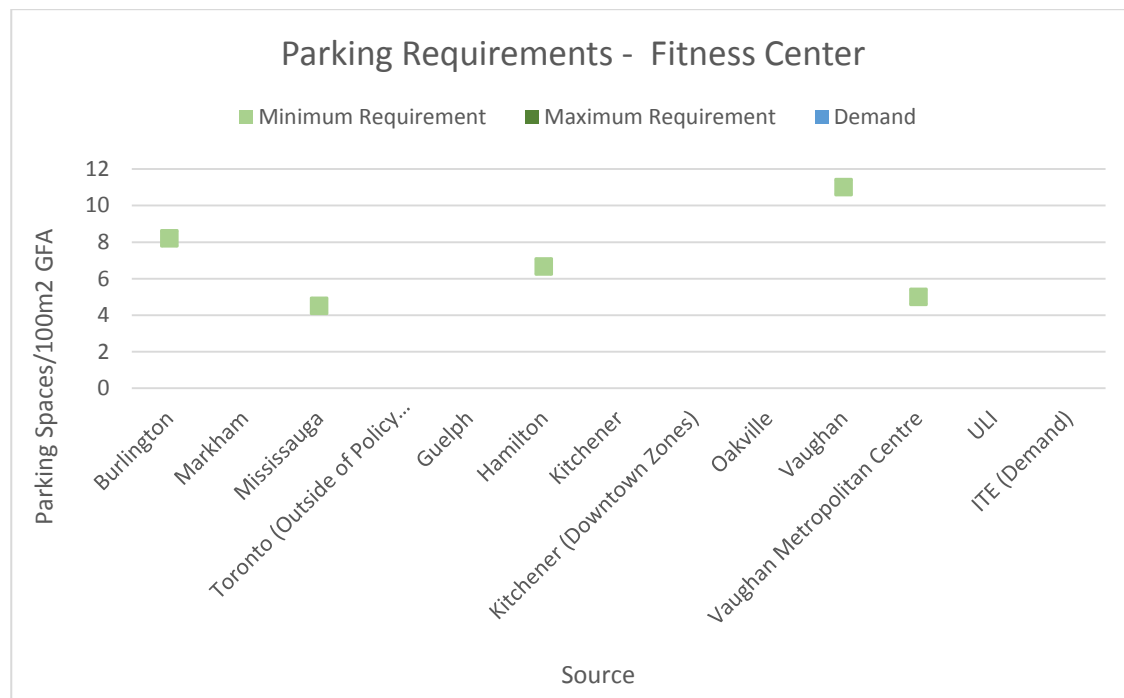 Parking Requirements -  Fitness Center
Minimum Requirement
Maximum Requirement
Demand
Parking Spaces/100m2 GFA
12
10
8
6
4
2
0
Burlington
Markham
Mississauga
Toronto (Outside of Policy...
Guelph
Hamilton
Kitchener
Kitchener (Downtown Zones)
Oakville
Vaughan
Vaughan Metropolitan Centre
ULI
ITE (Demand)
Source